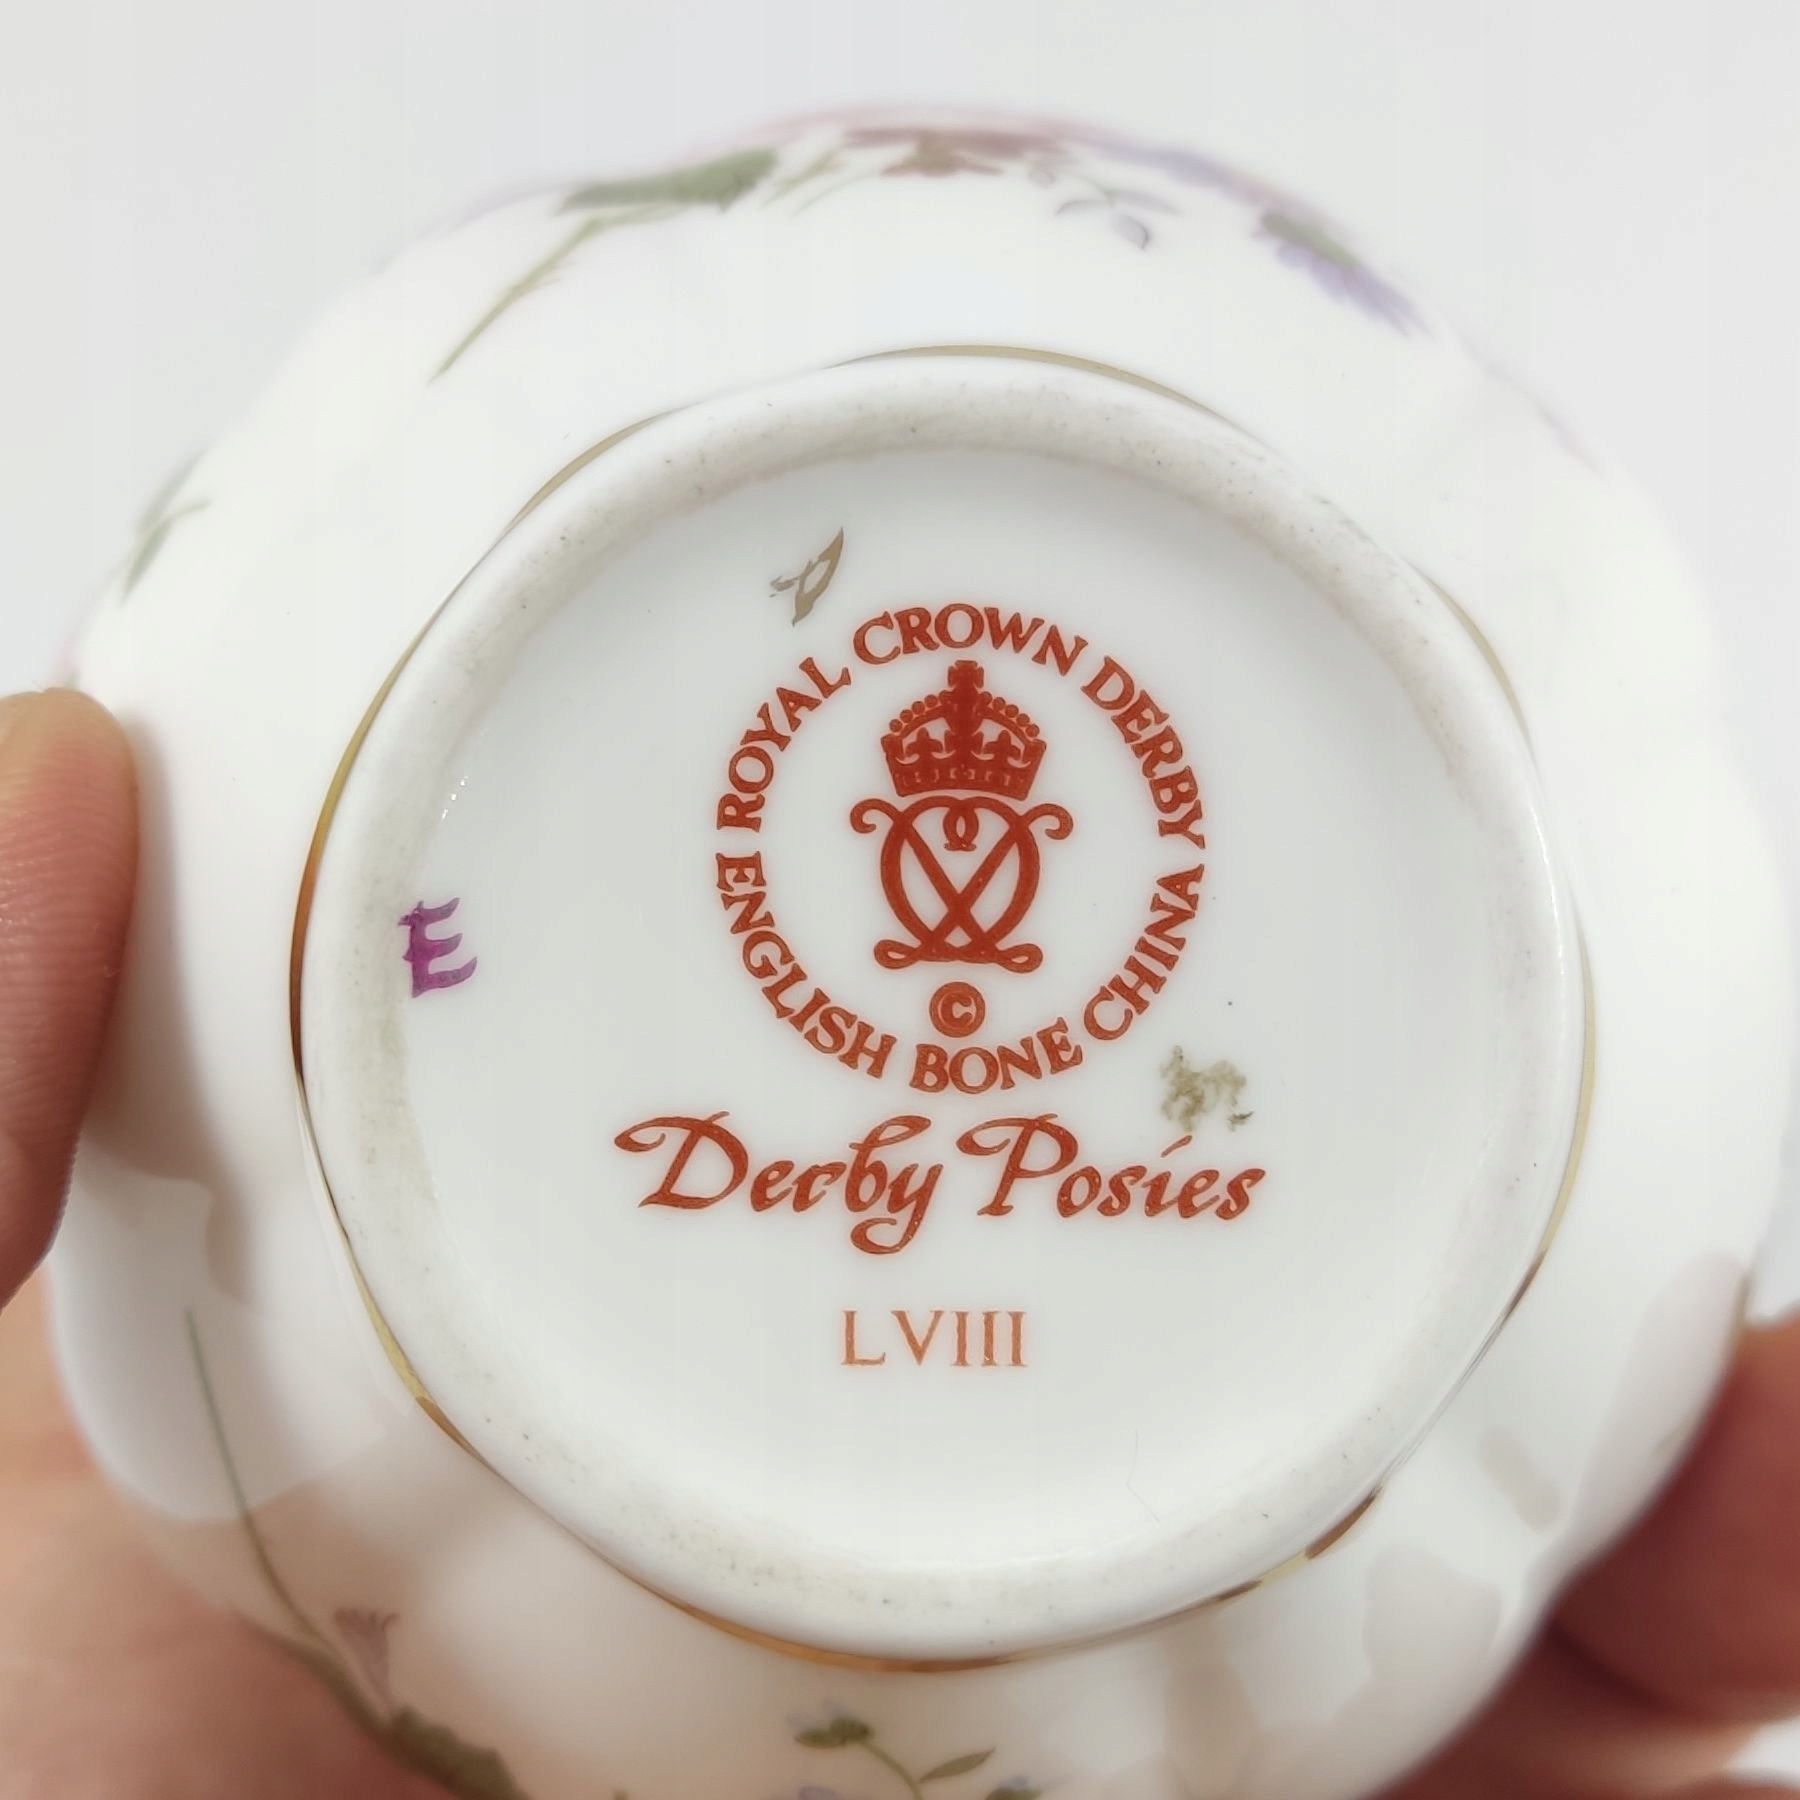 ROYAL CROWN DERBY
ENGLISH BONE CHINA
©
E
Derby Posies
LVIII